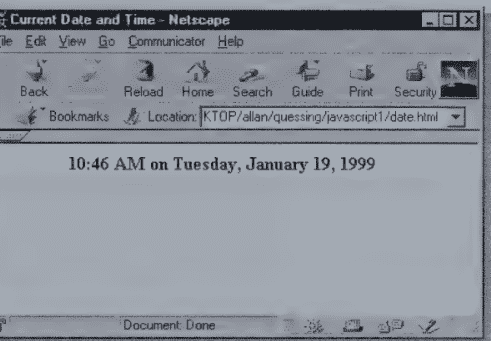 Current Date and Time - Netscape
Edit View Go Communicator Help
Back Reload Home Search Guide Print Security N
Bookmarks Location: KTOP/allan/quessing/javascript1/date.html
10:46 AM on Tuesday, January 19, 1999
Document: Done